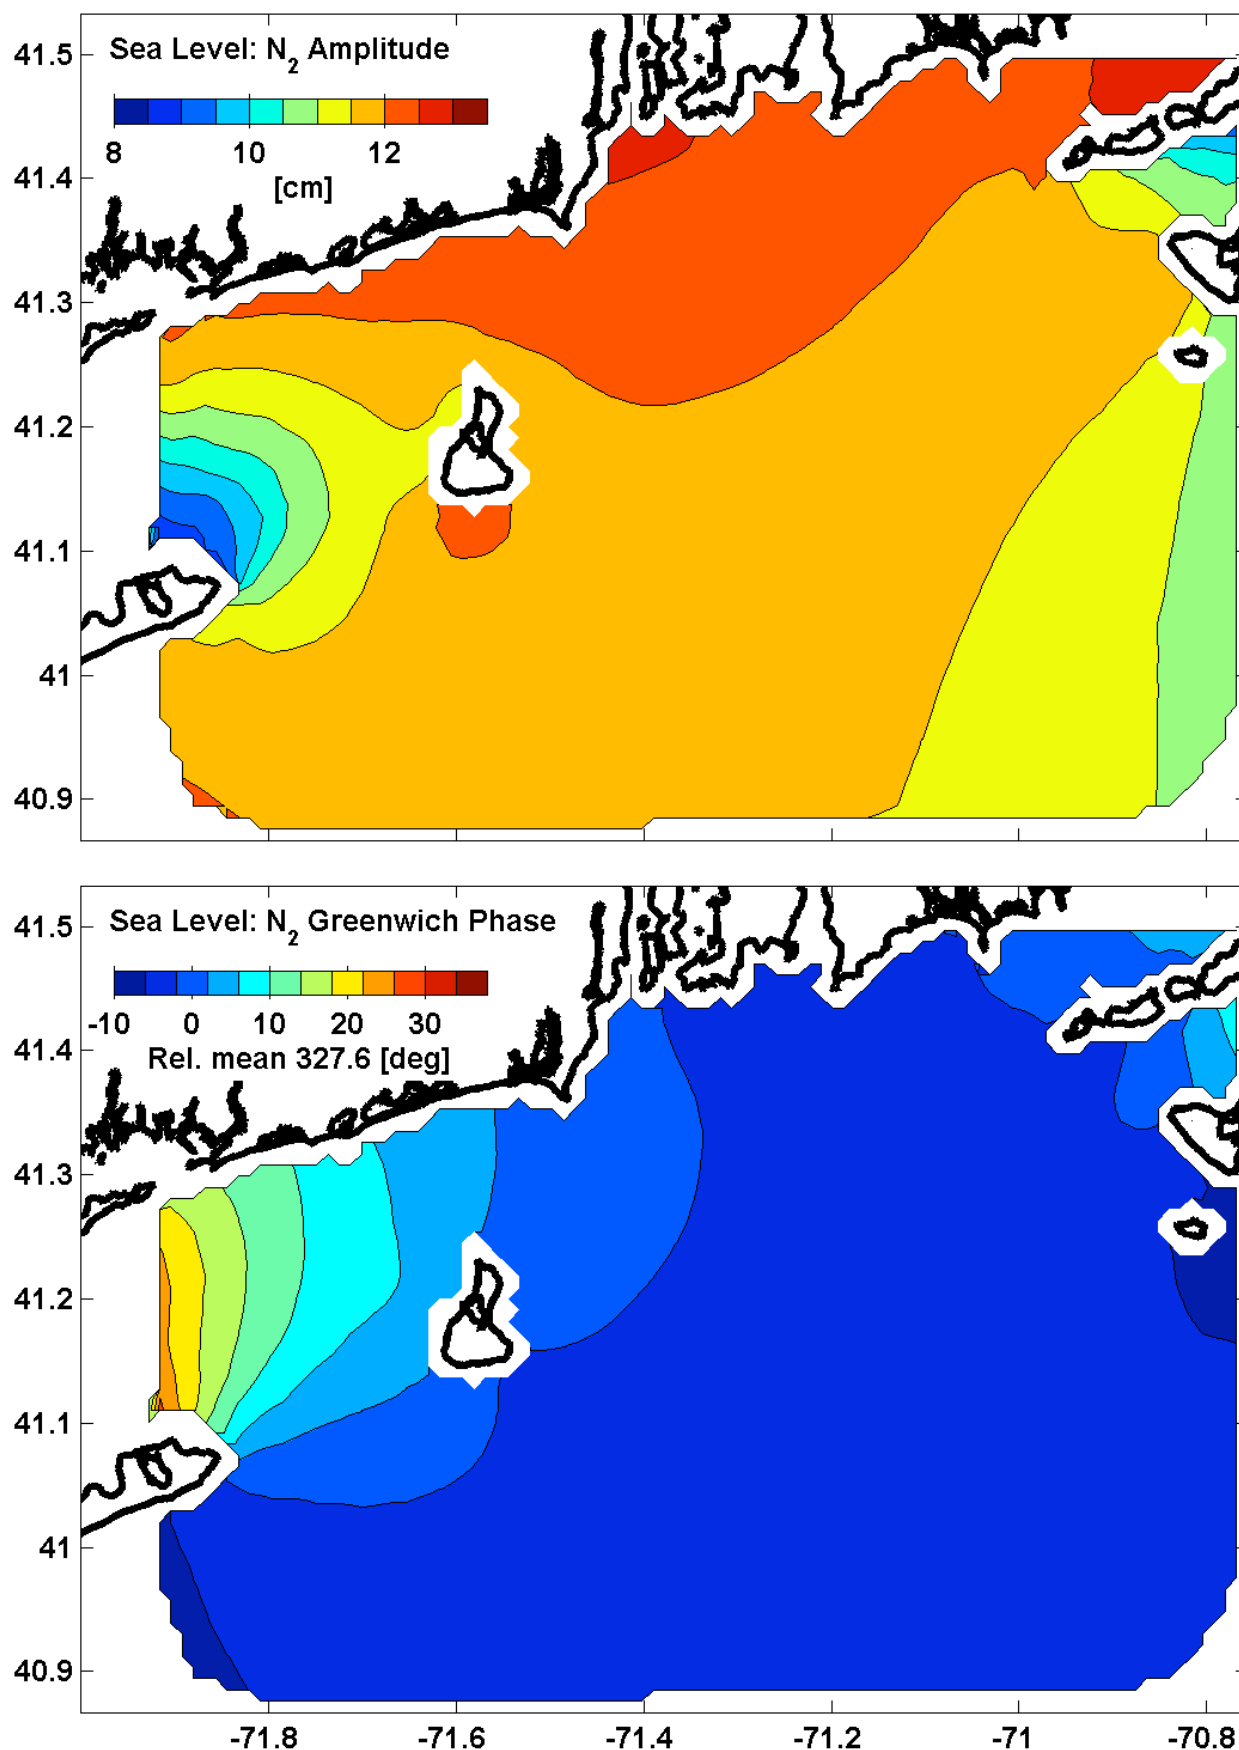 Sea Level: N2 Amplitude
8 10 12
[cm]
41.5
41.4
41.3
41.2
41.1
41
40.9
Sea Level: N2 Greenwich Phase
-10 0 10 20 30
Rel. mean 327.6 [deg]
41.5
41.4
41.3
41.2
41.1
41
40.9
-71.8 -71.6 -71.4 -71.2 -71 -70.8